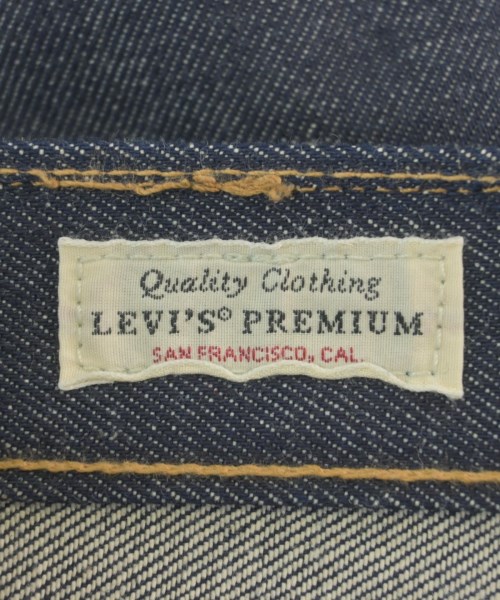 Quality Clothing
LEVI'S® PREMIUM
SAN FRANCISCO, CAL.